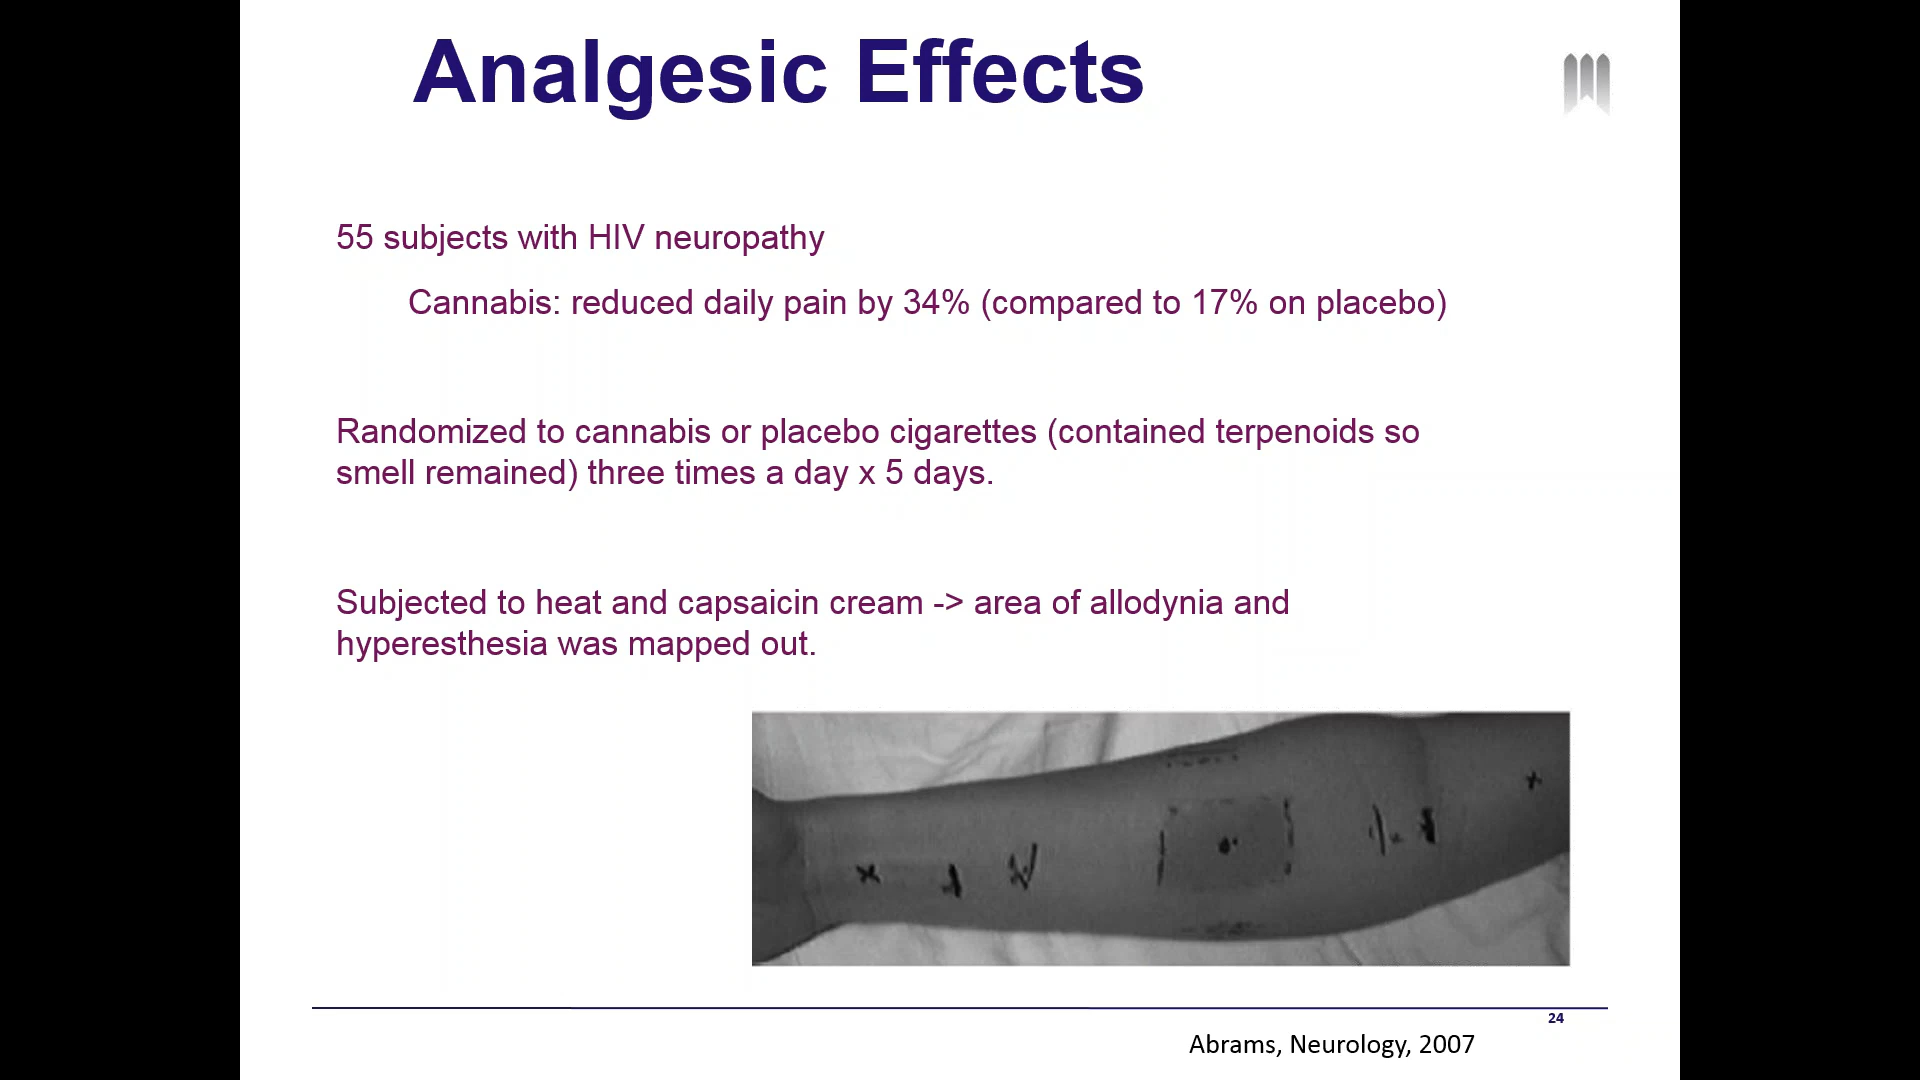 Analgesic Effects
55 subjects with HIV neuropathy
Cannabis: reduced daily pain by 34% (compared to 17% on placebo)
Randomized to cannabis or placebo cigarettes (contained terpenoids so
smell remained) three times a day x 5 days.
Subjected to heat and capsaicin cream -> area of allodynia and
hyperesthesia was mapped out.
24
Abrams, Neurology, 2007